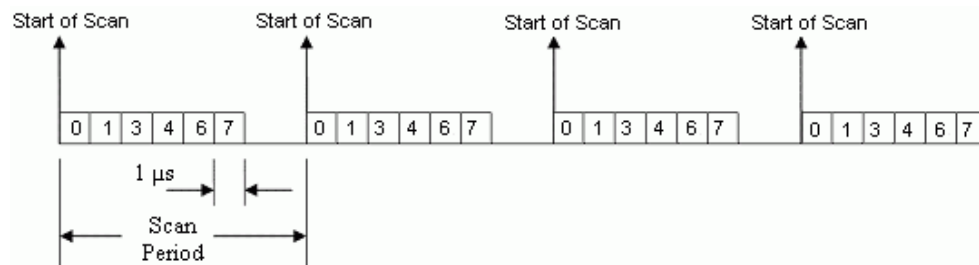 Start of Scan Start of Scan Start of Scan Start of Scan
0 1 3 4 6 7 0 1 3 4 6 7 0 1 3 4 6 7 0 1 3 4 6 7
1 μs
Scan
Period